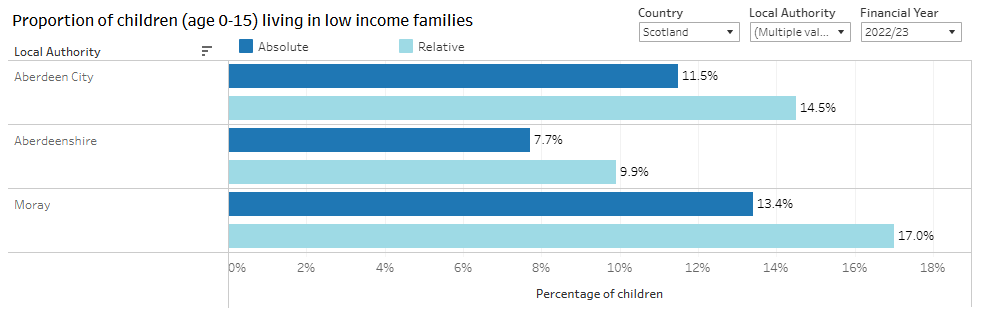 Proportion of children (age 0-15) living in low income families
Country
Scotland
Local Authority
(Multiple val...
Financial Year
2022/23
Local Authority
Absolute
Relative
Aberdeen City
11.5%
14.5%
Aberdeenshire
7.7%
9.9%
Moray
13.4%
17.0%
0% 2% 4% 6% 8% 10% 12% 14% 16% 18%
Percentage of children